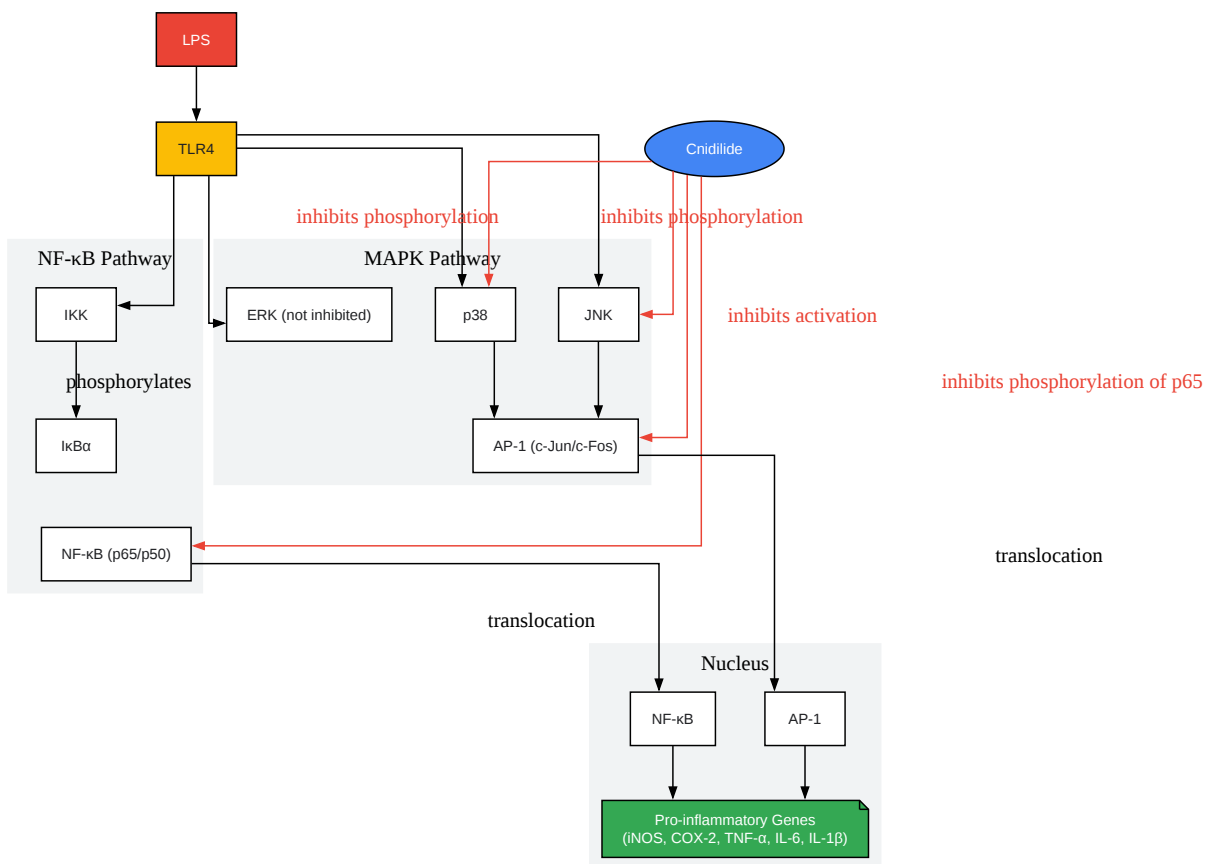 LPS
TLR4
Cnidilide
inhibits phosphorylation
inhibits phosphorylation
NF-κB Pathway
MAPK Pathway
IKK
ERK (not inhibited)
p38
JNK
inhibits activation
phosphorylates
inhibits phosphorylation of p65
IκBα
AP-1 (c-Jun/c-Fos)
NF-κB (p65/p50)
translocation
translocation
Nucleus
NF-κB
AP-1
Pro-inflammatory Genes
(iNOS, COX-2, TNF-α, IL-6, IL-1β)